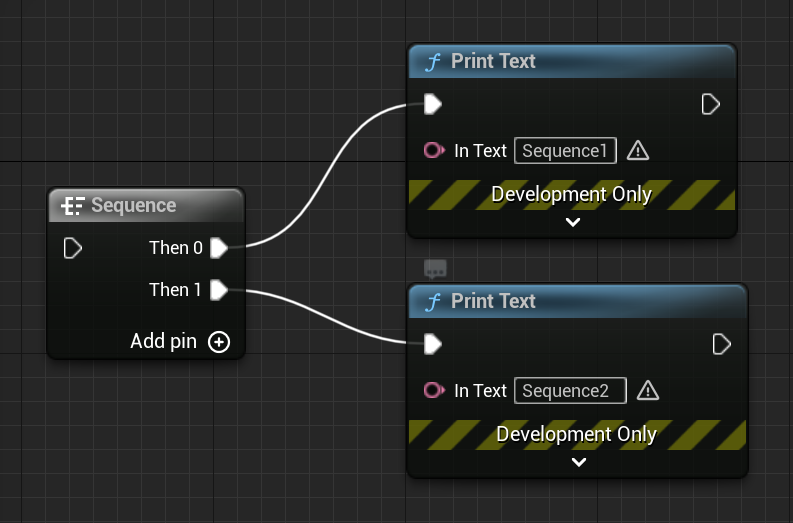 Print Text
In Text Sequence1
Development Only
Sequence
Then 0
Then 1
Add pin
Print Text
In Text Sequence2
Development Only